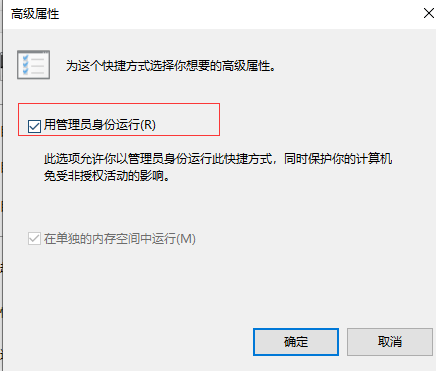 高级属性
为这个快捷方式选择你想要的高级属性。
用管理员身份运行(R)
此选项允许你以管理员身份运行此快捷方式，同时保护你的计算机
免受非授权活动的影响。
在单独的内存空间中运行(M)
确定
取消